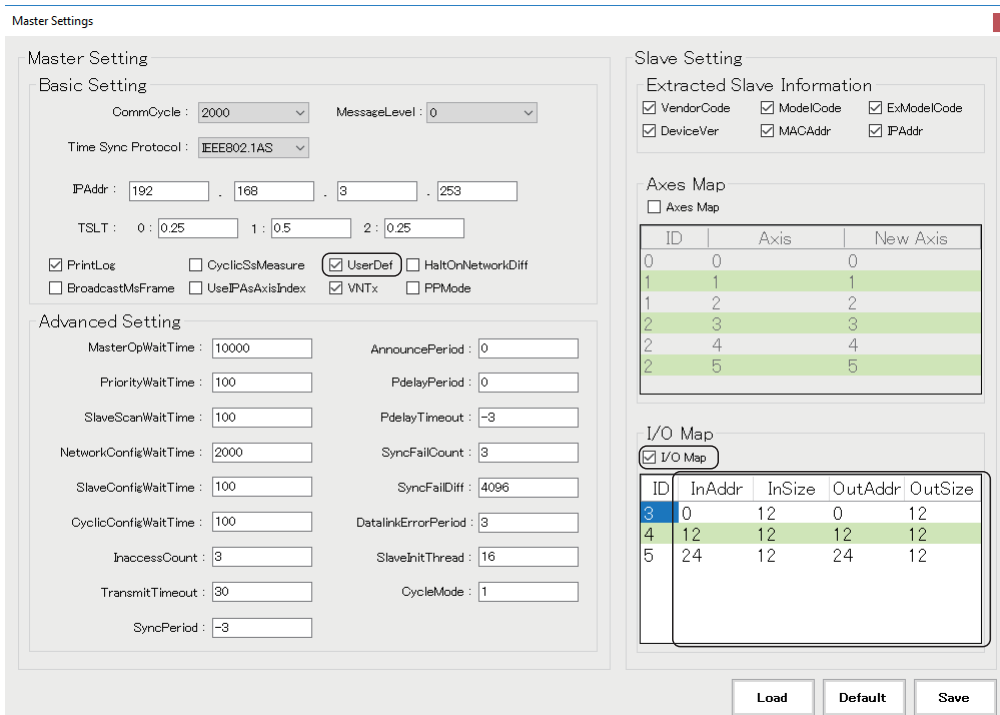 Master Settings
Master Setting
Basic Setting
CommCycle : 2000 MessageLevel : 0
Time Sync Protocol : IEEE802.1AS
IPAddr : 192 . 168 . 3 . 253
TSLT : 0 : 0.25 1 : 0.5 2 : 0.25
PrintLog CyclicSsMeasure UserDef HaltOnNetworkDiff
BroadcastMsFrame UseIPAsAxisIndex VNTx PPMode
Advanced Setting
MasterOpWaitTime : 10000 AnnouncePeriod : 0
PriorityWaitTime : 100 PdelayPeriod : 0
SlaveScanWaitTime : 100 PdelayTimeout : -3
NetworkConfigWaitTime : 2000 SyncFailCount : 3
SlaveConfigWaitTime : 100 SyncFailDiff : 4096
CyclicConfigWaitTime : 100 DatalinkErrorPeriod : 3
InaccessCount : 3 SlaveInitThread : 16
TransmitTimeout : 30 CycleMode : 1
SyncPeriod : -3
Slave Setting
Extracted Slave Information
VendorCode ModelCode ExModelCode
DeviceVer MACAddr IPAddr
Axes Map
Axes Map
ID Axis New Axis
0 0 0
1 1 1
1 2 2
2 3 3
2 4 4
2 5 5
I/O Map
I/O Map
ID InAddr InSize OutAddr OutSize
3 0 12 0 12
4 12 12 12 12
5 24 12 24 12
Load Default Save